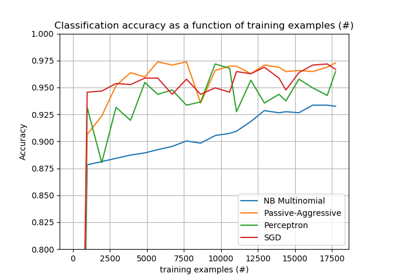 Classification accuracy as a function of training examples (#)
1.000
0.975
0.950
0.925
0.900
0.875
0.850
0.825
0.800
Accuracy
0 2500 5000 7500 10000 12500 15000 17500
training examples (#)
NB Multinomial
Passive-Aggressive
Perceptron
SGD